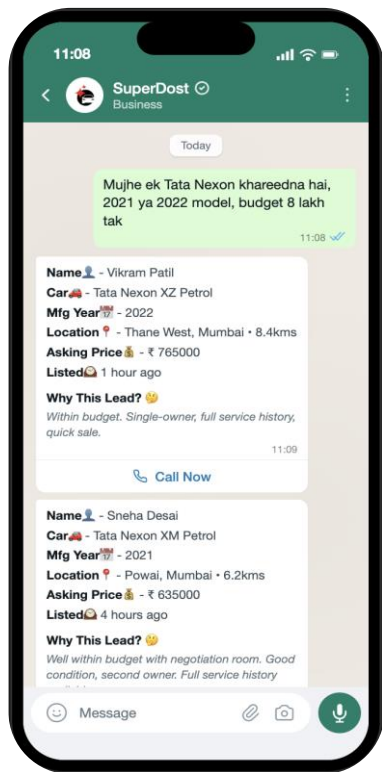 11:08
SuperDost
Business
Today
Mujhe ek Tata Nexon khareedna hai,
2021 ya 2022 model, budget 8 lakh
tak
11:08
Name👤 - Vikram Patil
Car🚗 - Tata Nexon XZ Petrol
Mfg Year📅 - 2022
Location📍 - Thane West, Mumbai • 8.4kms
Asking Price💰 - ₹ 765000
Listed🕰️ 1 hour ago
Why This Lead? 🤔
Within budget. Single-owner, full service history,
quick sale.
11:09
Call Now
Name👤 - Sneha Desai
Car🚗 - Tata Nexon XM Petrol
Mfg Year📅 - 2021
Location📍 - Powai, Mumbai • 6.2kms
Asking Price💰 - ₹ 635000
Listed🕰️ 4 hours ago
Why This Lead? 🤔
Well within budget with negotiation room. Good
condition, second owner. Full service history
Message